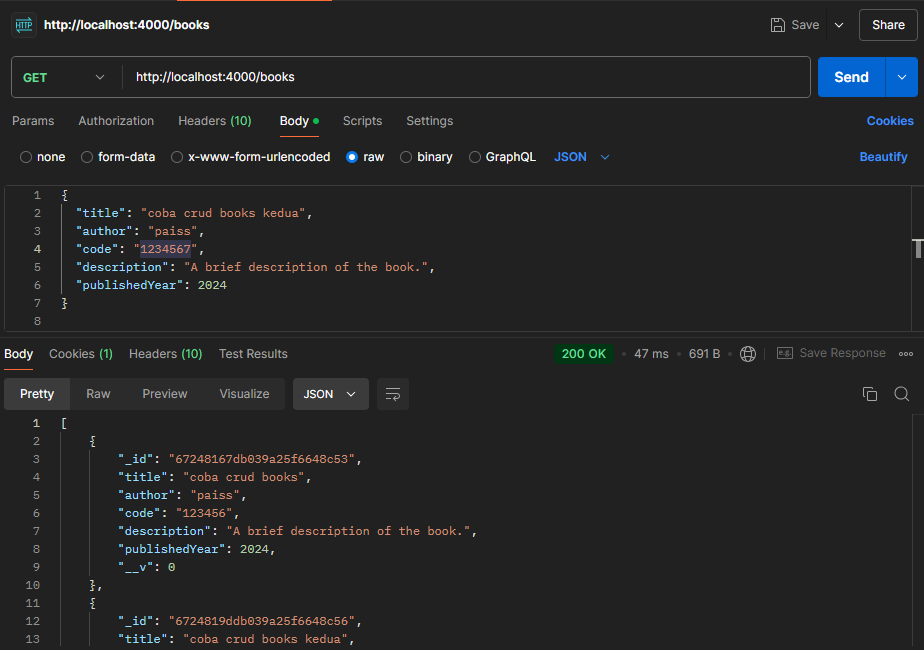 HTTP http://localhost:4000/books Save Share
GET http://localhost:4000/books Send
Params Authorization Headers (10) Body Scripts Settings Cookies
none form-data x-www-form-urlencoded raw binary GraphQL JSON Beautify
1 {
2 "title": "coba crud books kedua",
3 "author": "paiss",
4 "code": "1234567",
5 "description": "A brief description of the book.",
6 "publishedYear": 2024
7 }
8
Body Cookies (1) Headers (10) Test Results 200 OK 47 ms 691 B e.g. Save Response
Pretty Raw Preview Visualize JSON
1 [
2 {
3 "_id": "67248167db039a25f6648c53",
4 "title": "coba crud books",
5 "author": "paiss",
6 "code": "123456",
7 "description": "A brief description of the book.",
8 "publishedYear": 2024,
9 "__v": 0
10 },
11 {
12 "_id": "6724819ddb039a25f6648c56",
13 "title": "coba crud books kedua",